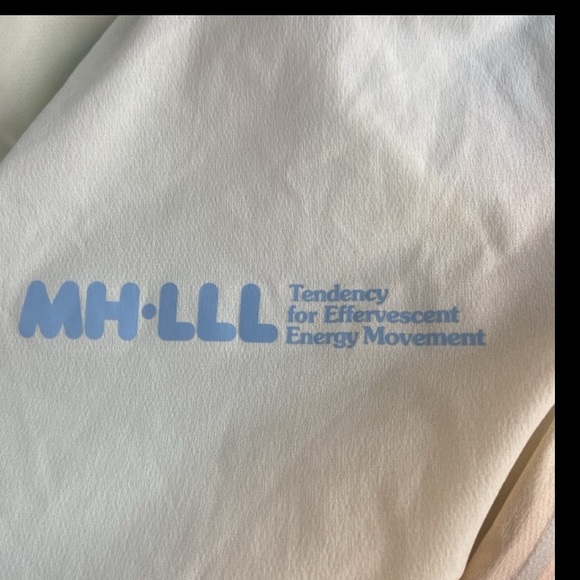 MH·LLL
Tendency
for Effervescent
Energy Movement